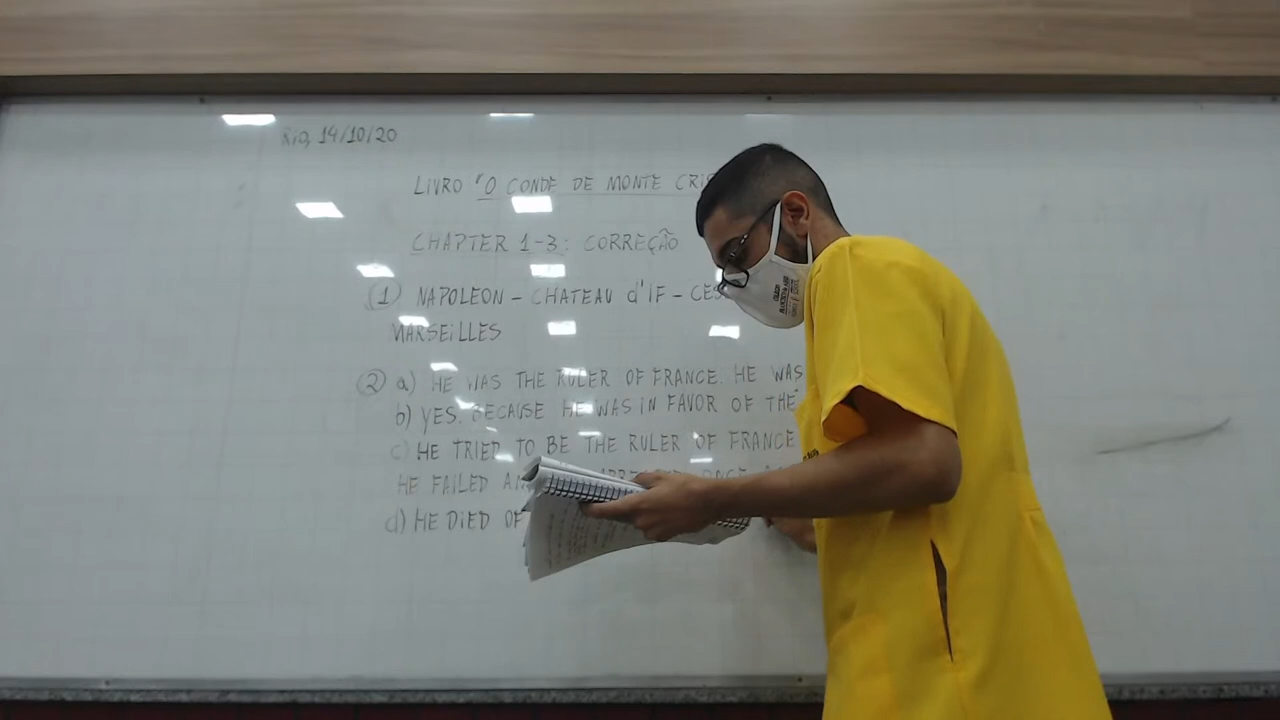 Rio, 14/10/20
LIVRO "O CONDE DE MONTE CRIS
CHAPTER 1-3: CORREÇÃO
(1) NAPOLEON - CHATEAU d'IF - CES
MARSEILLES
(2) a) HE WAS THE RULER OF FRANCE. HE WAS
b) YES. BECAUSE HE WAS IN FAVOR OF THE
c) HE TRIED TO BE THE RULER OF FRANCE
HE FAILED ONCE
d) HE DIED OF